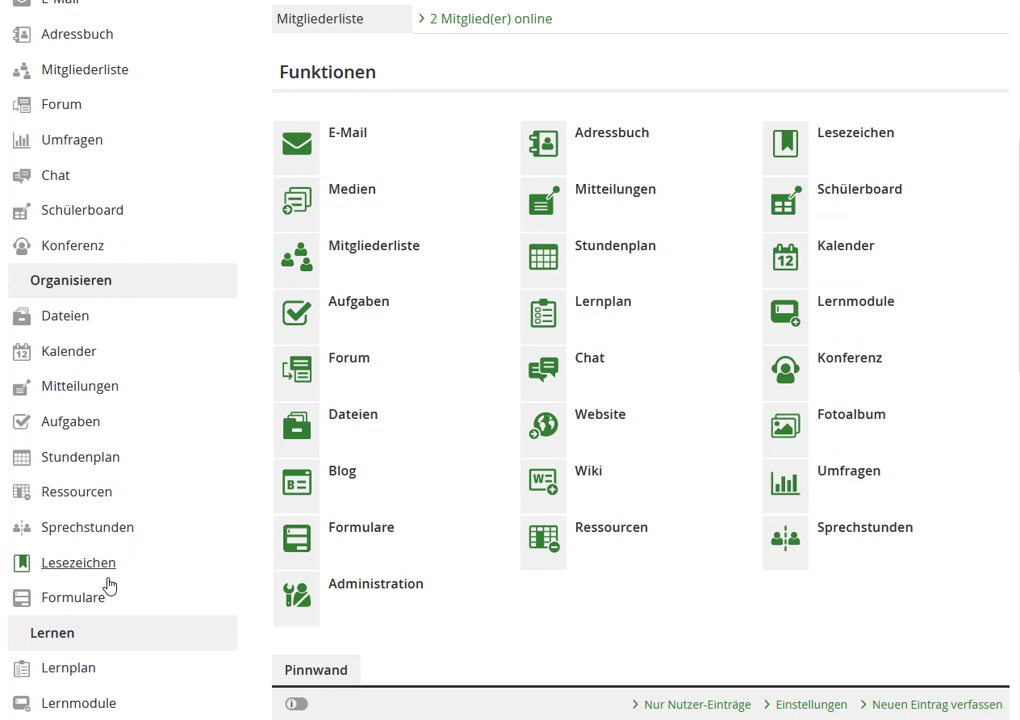 E-Mail
Adressbuch
Mitgliederliste
Forum
Umfragen
Chat
Schülerboard
Konferenz
Organisieren
Dateien
Kalender
Mitteilungen
Aufgaben
Stundenplan
Ressourcen
Sprechstunden
Lesezeichen
Formulare
Lernen
Lernplan
Lernmodule
Mitgliederliste 2 Mitglied(er) online
Funktionen
E-Mail Adressbuch Lesezeichen
Medien Mitteilungen Schülerboard
Mitgliederliste Stundenplan Kalender
Aufgaben Lernplan Lernmodule
Forum Chat Konferenz
Dateien Website Fotoalbum
Blog Wiki Umfragen
Formulare Ressourcen Sprechstunden
Administration
Pinnwand
Nur Nutzer-Einträge Einstellungen Neuen Eintrag verfassen